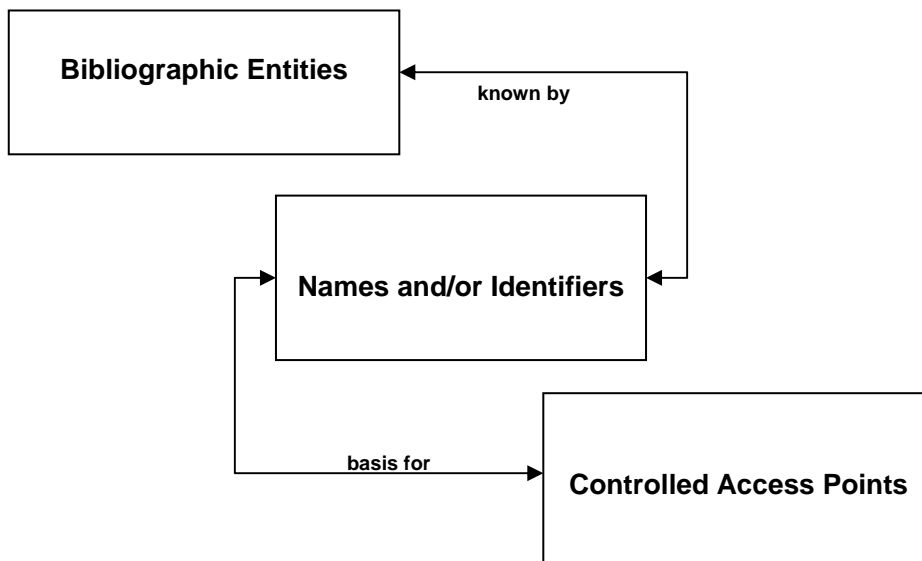 Bibliographic Entities
known by
Names and/or Identifiers
basis for
Controlled Access Points